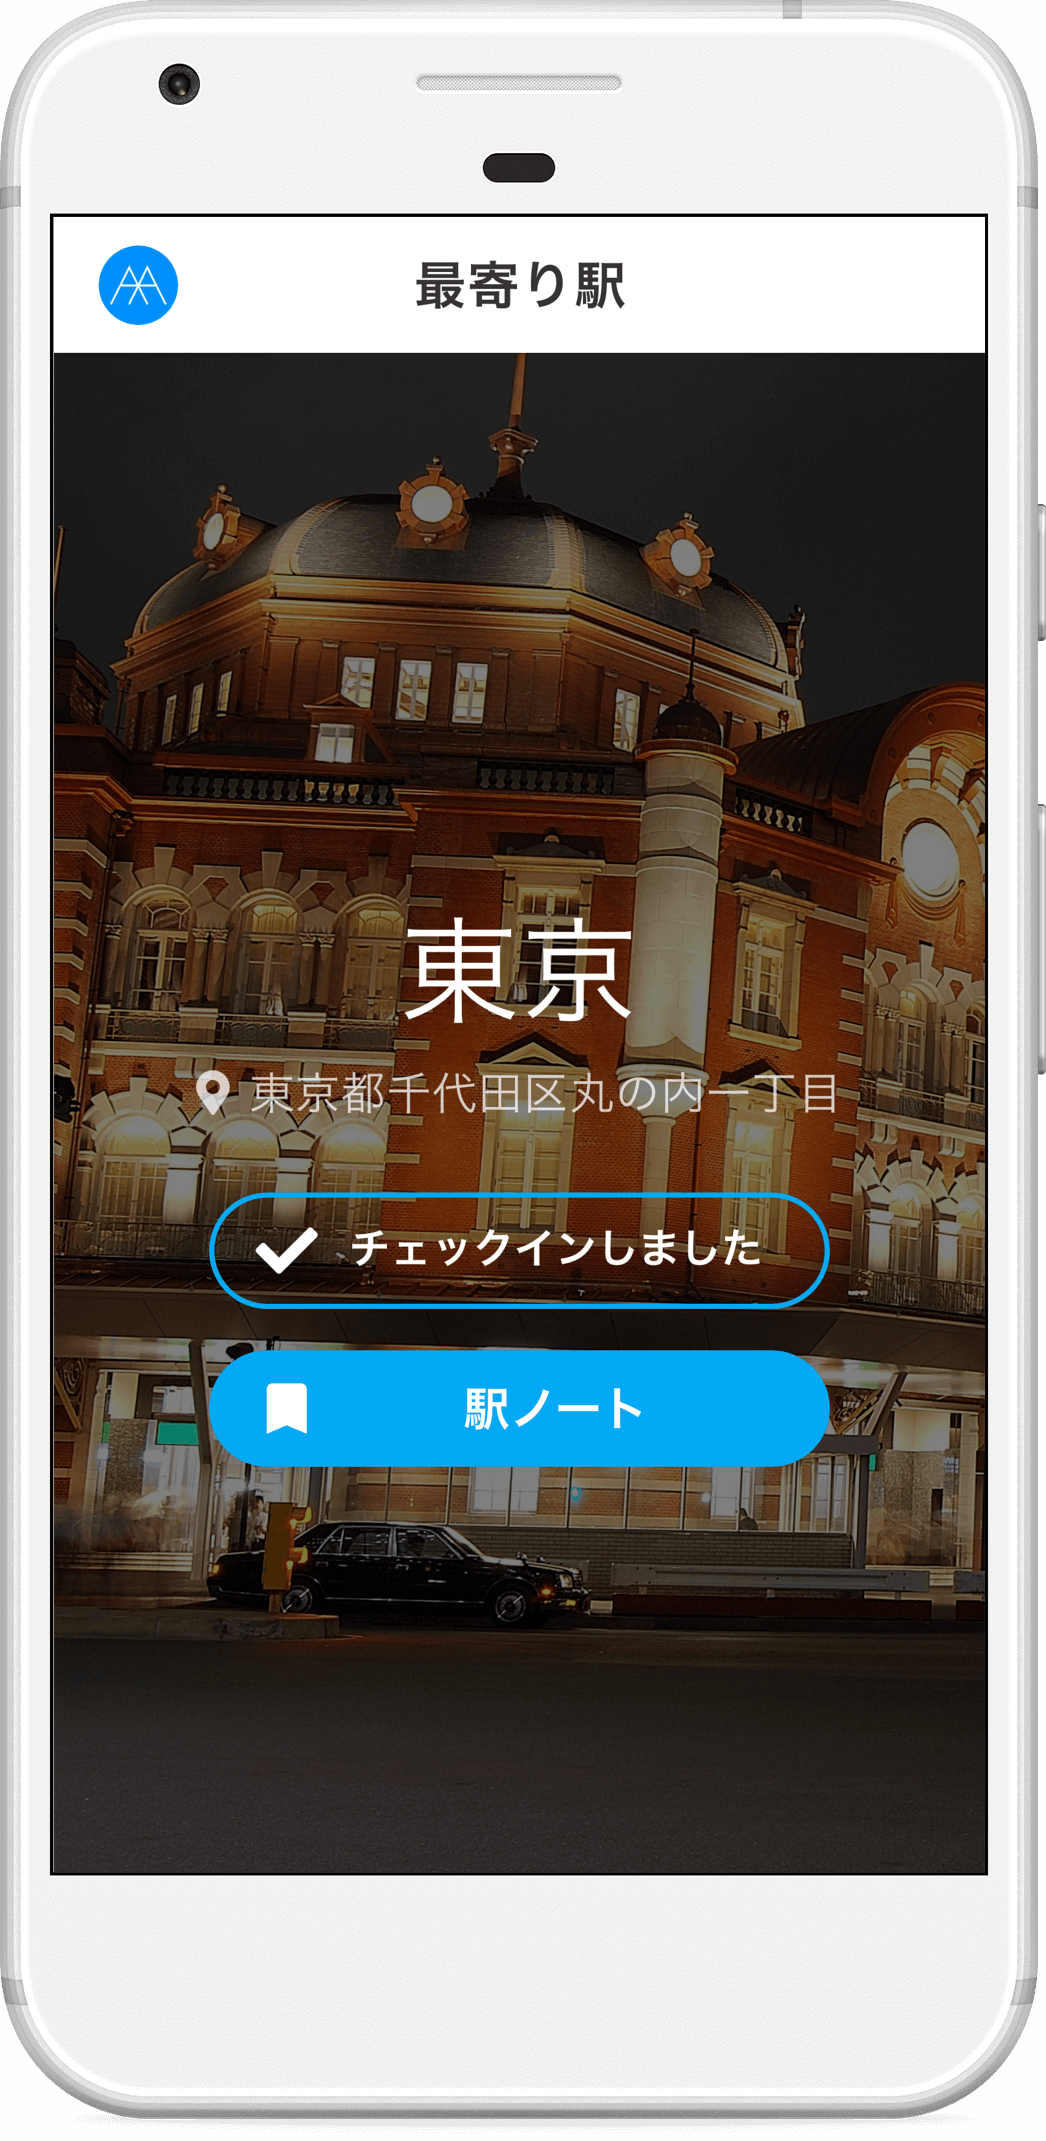 最寄り駅
東京
東京都千代田区丸の内一丁目
チェックインしました
駅ノート